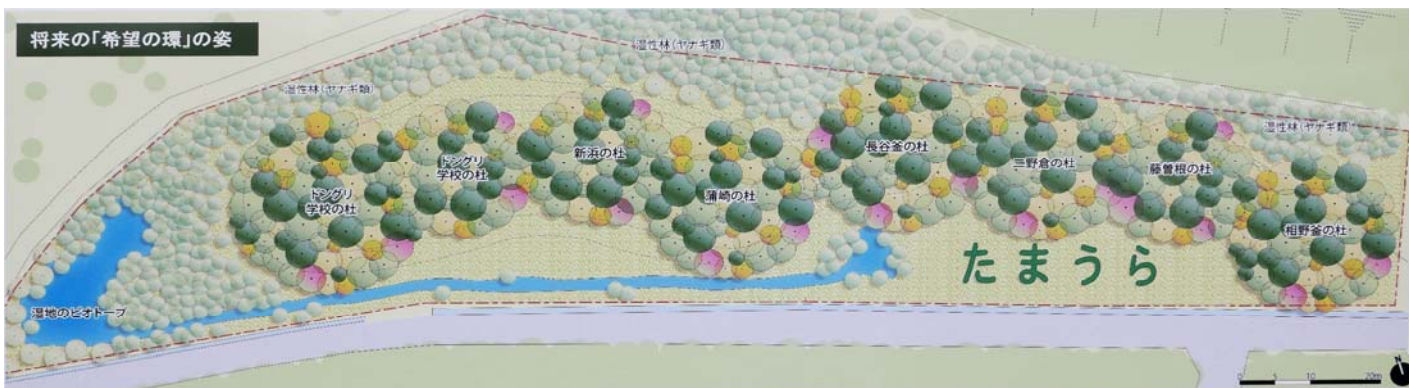 将来の「希望の環」の姿
湿性林(ヤナギ類)
湿性林(ヤナギ類)
湿性林(ヤナギ類)
ドングリ
学校の杜
ドングリ
学校の杜
新浜の杜
蒲崎の杜
長谷釜の杜
二野倉の杜
藤曽根の杜
相野釜の杜
たまうら
湿地のビオトープ
0 5 10 20m
N